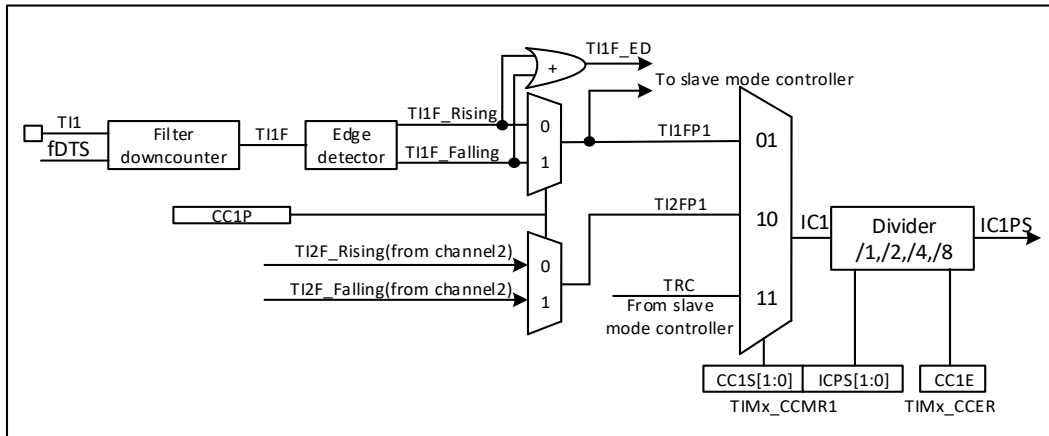 TI1F_ED
+
To slave mode controller
TI1
fDTS
Filter
downcounter
TI1F
Edge
detector
TI1F_Rising
TI1F_Falling
0
1
TI1FP1
01
CC1P
TI2FP1
10
TI2F_Rising(from channel2)
TI2F_Falling(from channel2)
0
1
TRC
From slave
mode controller
11
IC1
Divider
/1,/2,/4,/8
IC1PS
CC1S[1:0]
ICPS[1:0]
CC1E
TIMx_CCMR1
TIMx_CCER